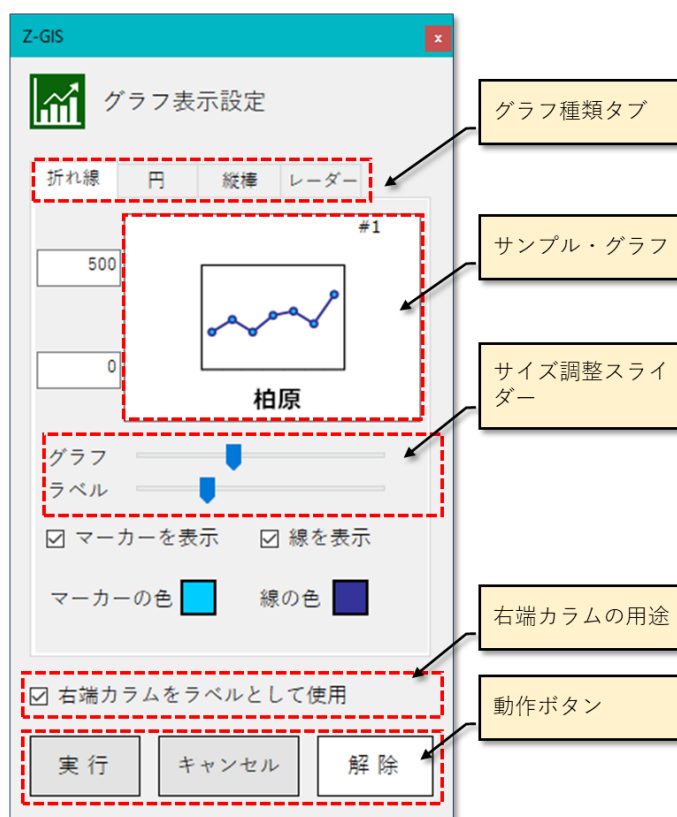 Z-GIS
x
グラフ表示設定
グラフ種類タブ
折れ線 円 縦棒 レーダー
#1
サンプル・グラフ
500
0
柏原
サイズ調整スライ
ダー
グラフ
ラベル
マーカーを表示 線を表示
マーカーの色 線の色
右端カラムの用途
右端カラムをラベルとして使用
動作ボタン
実行 キャンセル 解除